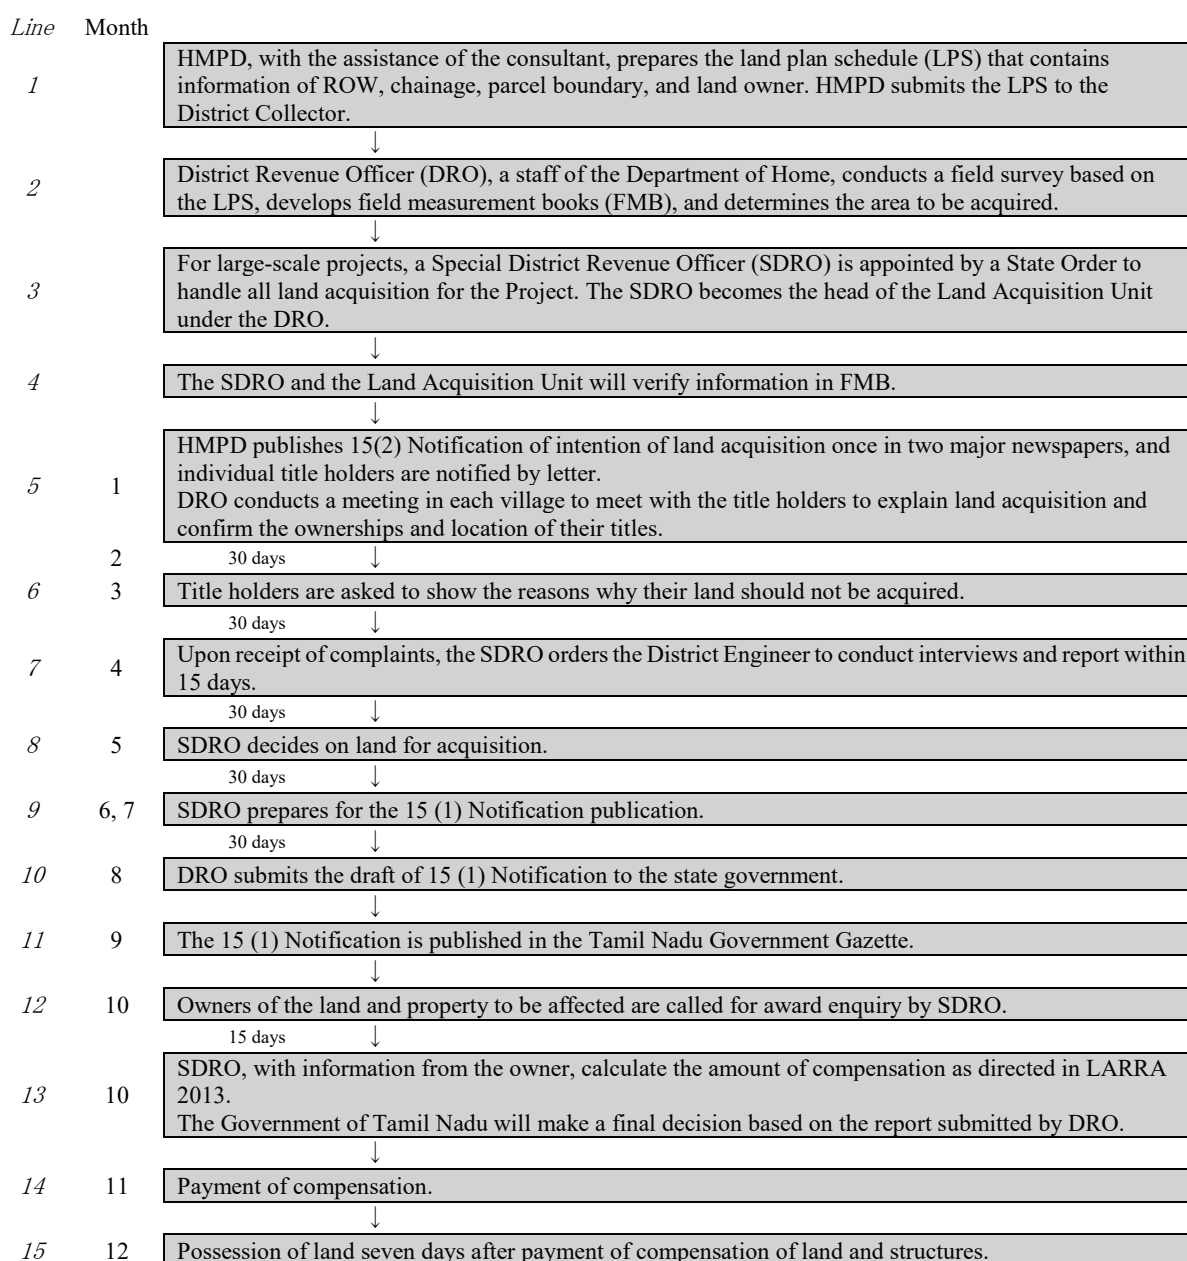 Line Month
HMPD, with the assistance of the consultant, prepares the land plan schedule (LPS) that contains
1 information of ROW, chainage, parcel boundary, and land owner. HMPD submits the LPS to the
District Collector.
↓
District Revenue Officer (DRO), a staff of the Department of Home, conducts a field survey based on
2 the LPS, develops field measurement books (FMB), and determines the area to be acquired.
↓
For large-scale projects, a Special District Revenue Officer (SDRO) is appointed by a State Order to
3 handle all land acquisition for the Project. The SDRO becomes the head of the Land Acquisition Unit
under the DRO.
↓
4 The SDRO and the Land Acquisition Unit will verify information in FMB.
↓
HMPD publishes 15(2) Notification of intention of land acquisition once in two major newspapers, and
5 1 individual title holders are notified by letter.
DRO conducts a meeting in each village to meet with the title holders to explain land acquisition and
confirm the ownerships and location of their titles.
2 30 days ↓
6 3 Title holders are asked to show the reasons why their land should not be acquired.
30 days ↓
7 4 Upon receipt of complaints, the SDRO orders the District Engineer to conduct interviews and report within
15 days.
30 days ↓
8 5 SDRO decides on land for acquisition.
30 days ↓
9 6, 7 SDRO prepares for the 15 (1) Notification publication.
30 days ↓
10 8 DRO submits the draft of 15 (1) Notification to the state government.
↓
11 9 The 15 (1) Notification is published in the Tamil Nadu Government Gazette.
↓
12 10 Owners of the land and property to be affected are called for award enquiry by SDRO.
15 days ↓
SDRO, with information from the owner, calculate the amount of compensation as directed in LARRA
13 10 2013.
The Government of Tamil Nadu will make a final decision based on the report submitted by DRO.
↓
14 11 Payment of compensation.
↓
15 12 Possession of land seven days after payment of compensation of land and structures.